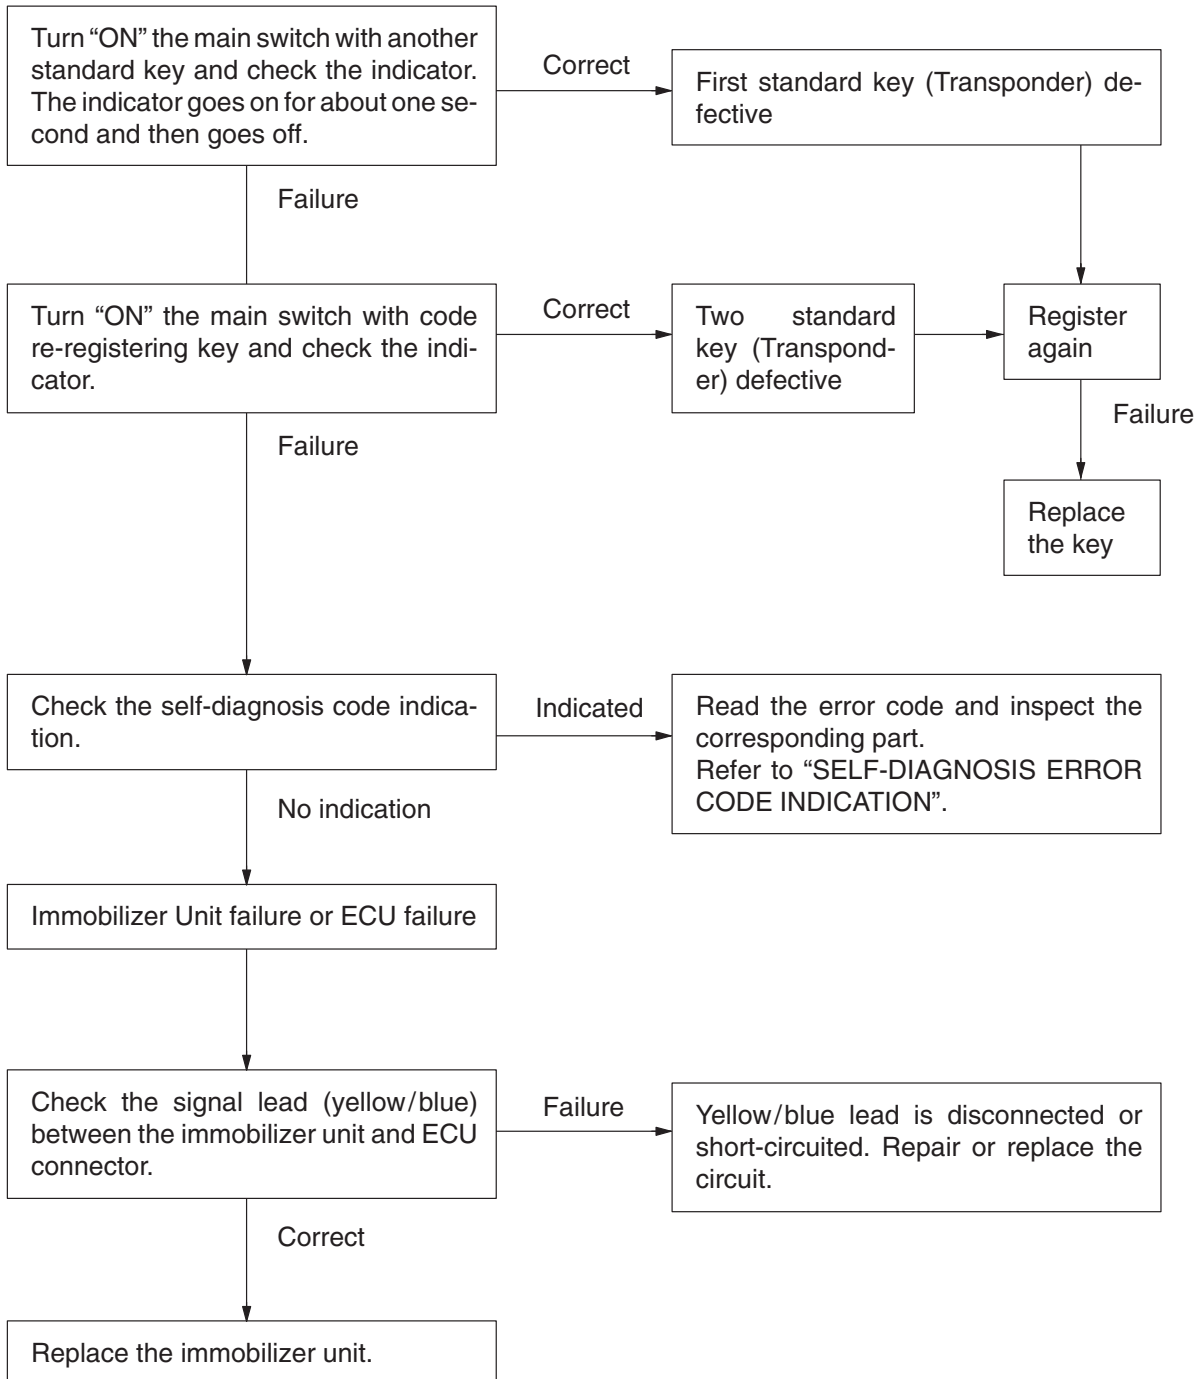 Turn “ON” the main switch with another
standard key and check the indicator.
The indicator goes on for about one se-
cond and then goes off.
Correct
First standard key (Transponder) de-
fective
Failure
Turn “ON” the main switch with code
re-registering key and check the indi-
cator.
Correct
Two standard
key (Transpond-
er) defective
Register
again
Failure
Failure
Replace
the key
Check the self-diagnosis code indica-
tion.
Indicated
Read the error code and inspect the
corresponding part.
Refer to “SELF-DIAGNOSIS ERROR
CODE INDICATION”.
No indication
Immobilizer Unit failure or ECU failure
Check the signal lead (yellow/blue)
between the immobilizer unit and ECU
connector.
Failure
Yellow/blue lead is disconnected or
short-circuited. Repair or replace the
circuit.
Correct
Replace the immobilizer unit.